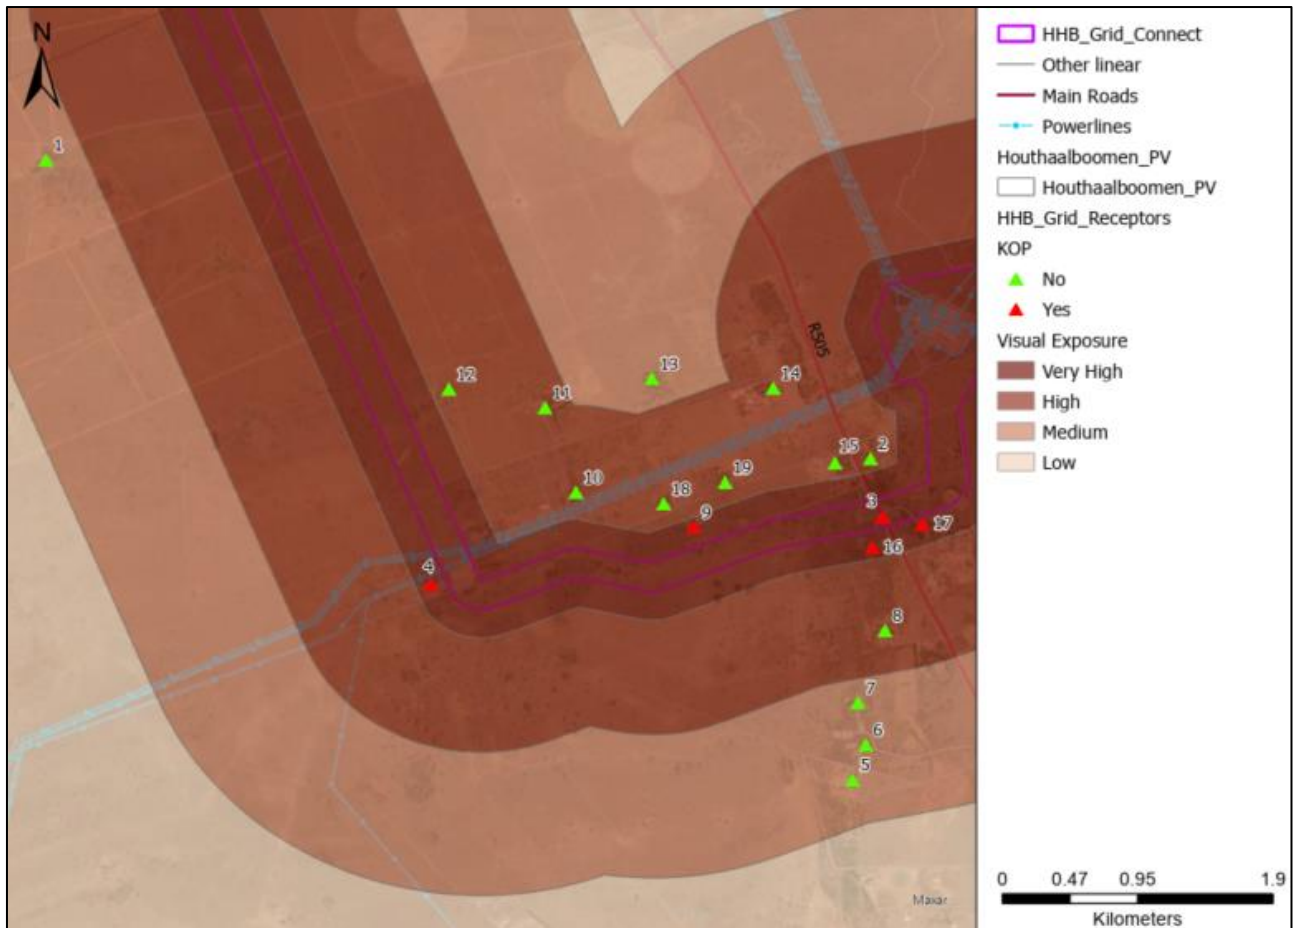 N
1
12
13
14
11
R505
10
19
15
2
18
9
3
17
16
4
8
7
6
5
Maxar
HHB_Grid_Connect
Other linear
Main Roads
Powerlines
Houthaalboomen_PV
Houthaalboomen_PV
HHB_Grid_Receptors
KOP
No
Yes
Visual Exposure
Very High
High
Medium
Low
0 0.47 0.95 1.9
Kilometers